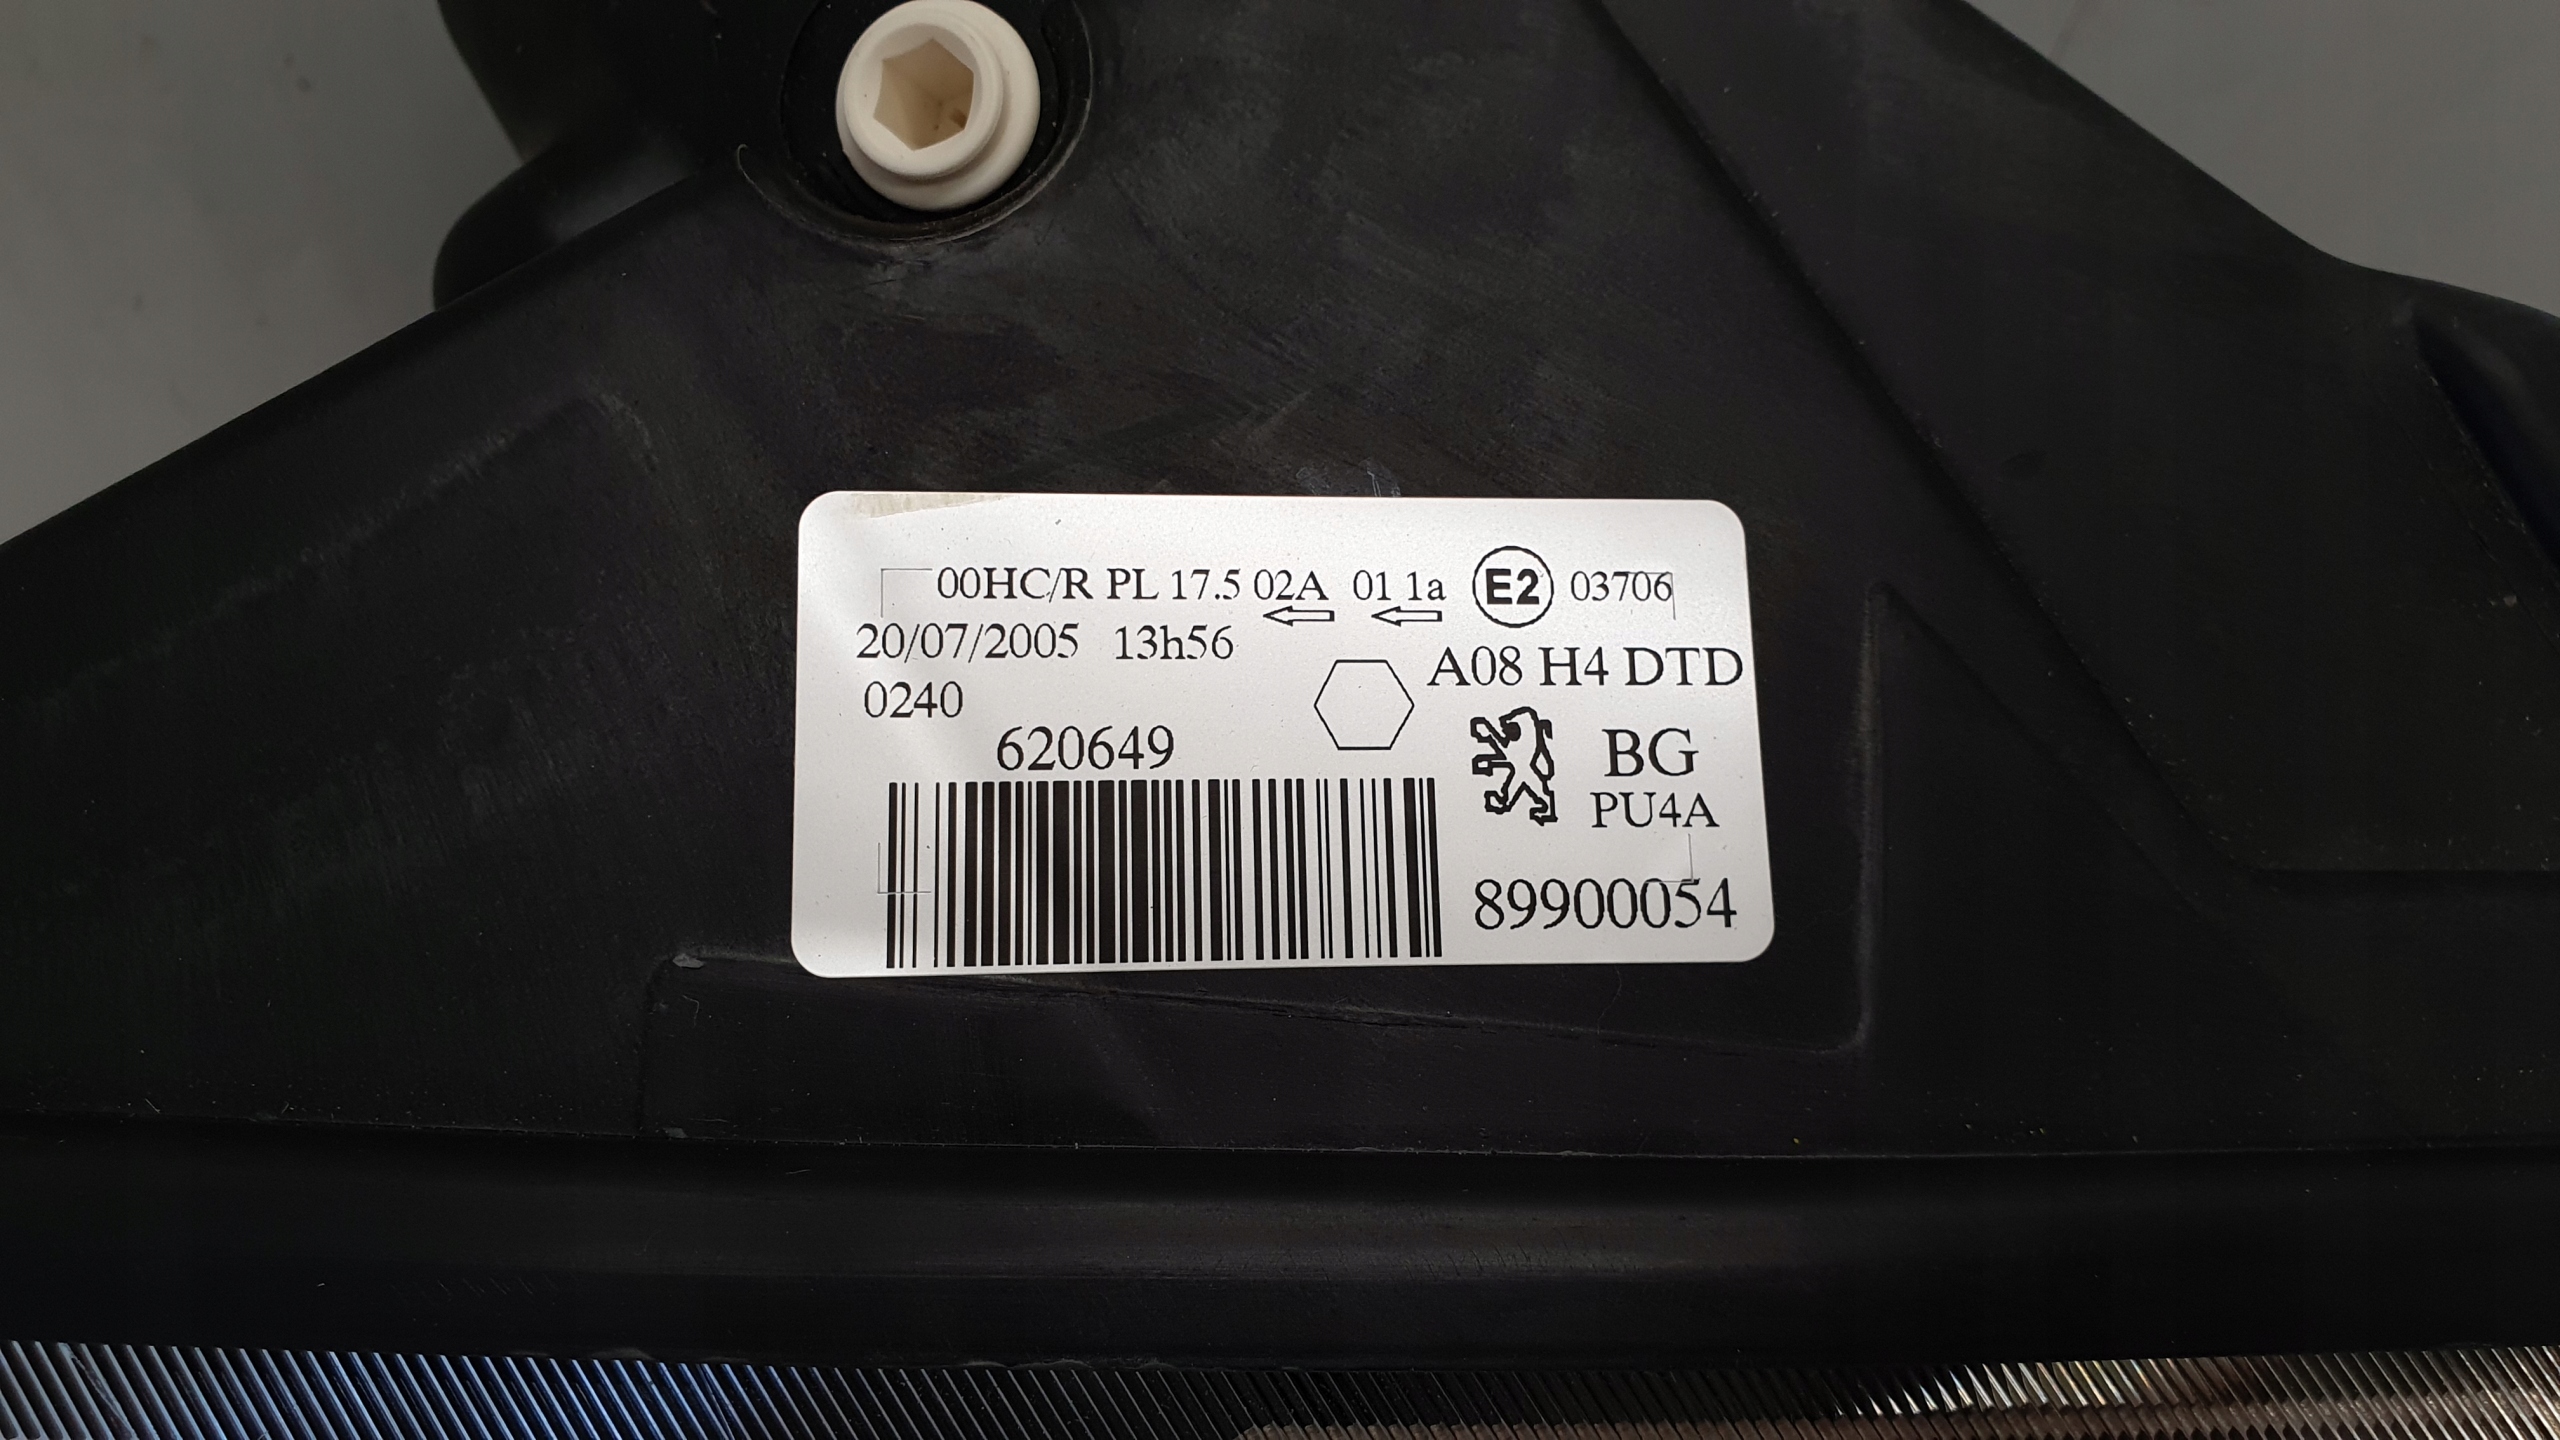 00HC/R PL 17.5 02A 01 1a E2 03706
20/07/2005 13h56
A08 H4 DTD
0240
620649
BG
PU4A
89900054